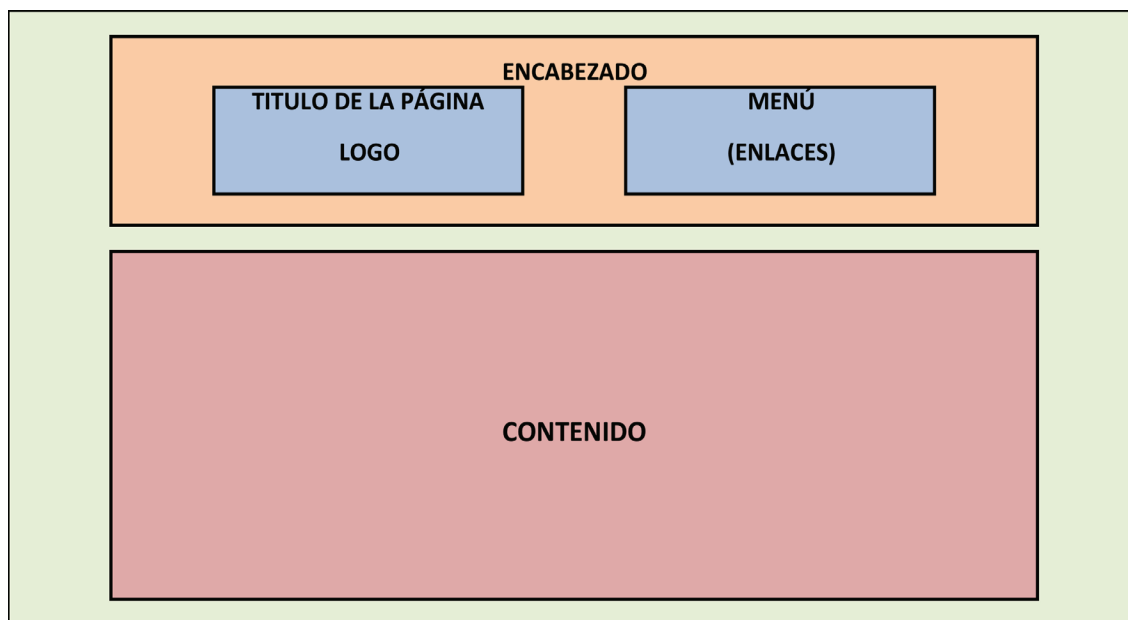 ENCABEZADO
TITULO DE LA PÁGINA
LOGO
MENÚ
(ENLACES)
CONTENIDO